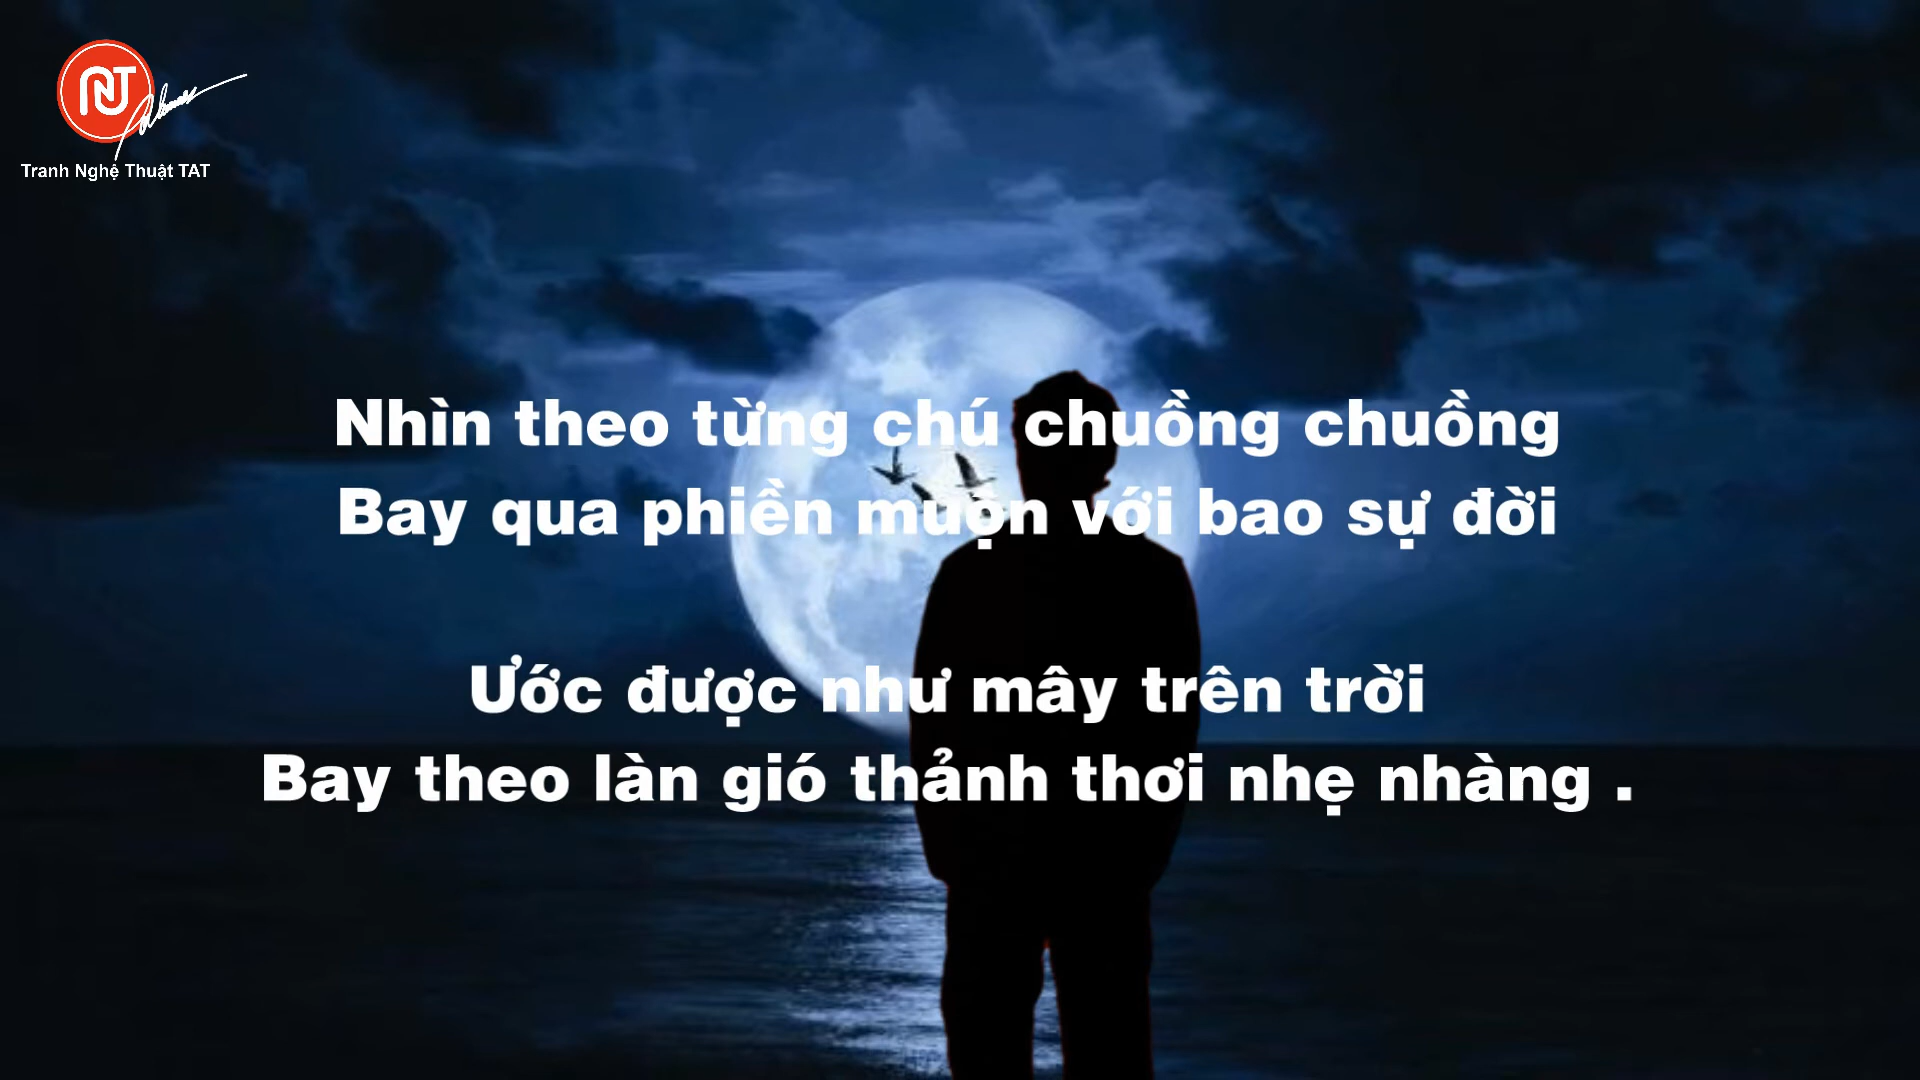 Tranh Nghệ Thuật TAT
Nhìn theo từng chú chuồng chuồng
Bay qua phiền muộn với bao sự đời
Ước được như mây trên trời
Bay theo làn gió thảnh thơi nhẹ nhàng .